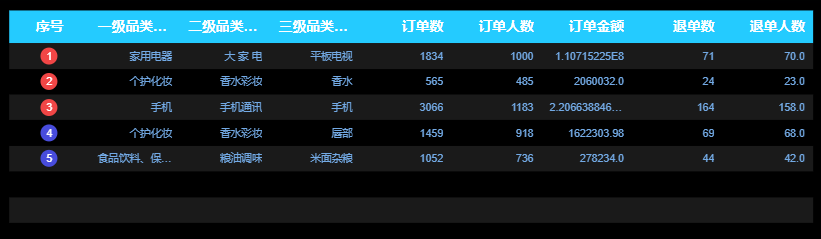 序号 一级品类... 二级品类... 三级品类... 订单数 订单人数 订单金额 退单数 退单人数
1 家用电器 大 家 电 平板电视 1834 1000 1.10715225E8 71 70.0
2 个护化妆 香水彩妆 香水 565 485 2060032.0 24 23.0
3 手机 手机通讯 手机 3066 1183 2.206638846... 164 158.0
4 个护化妆 香水彩妆 唇部 1459 918 1622303.98 69 68.0
5 食品饮料、保... 粮油调味 米面杂粮 1052 736 278234.0 44 42.0